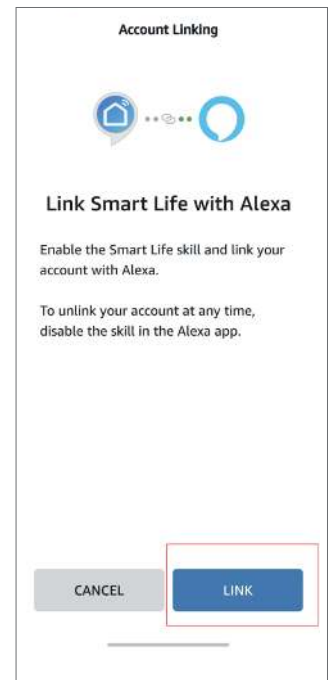 Account Linking
Link Smart Life with Alexa
Enable the Smart Life skill and link your
account with Alexa.
To unlink your account at any time,
disable the skill in the Alexa app.
CANCEL
LINK